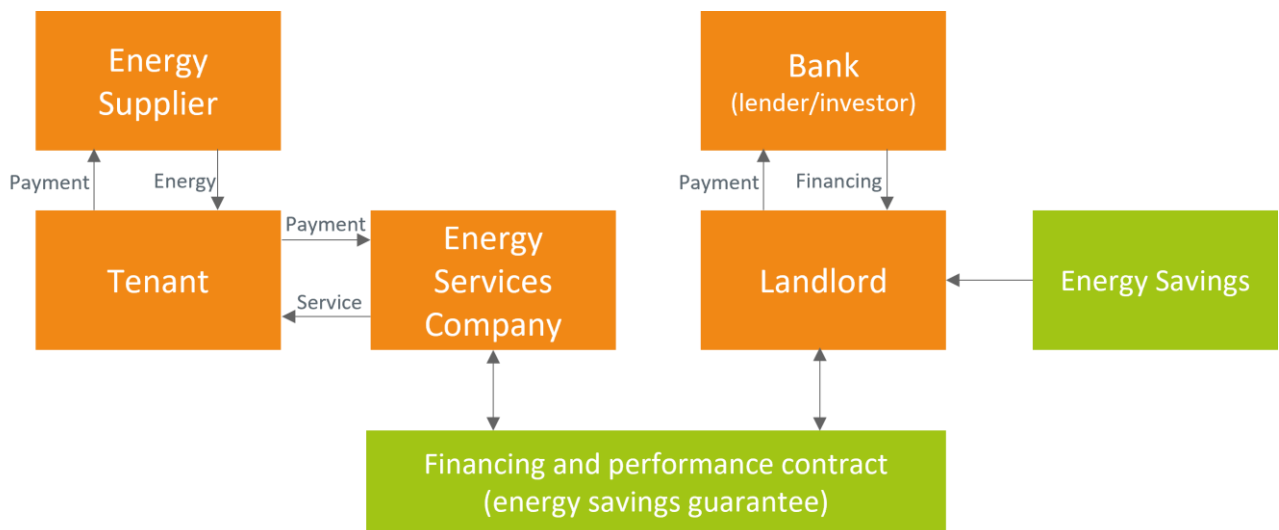 Energy
Supplier
Bank
(lender/investor)
Payment
Energy
Payment
Financing
Tenant
Payment
Service
Energy
Services
Company
Landlord
Energy Savings
Financing and performance contract
(energy savings guarantee)